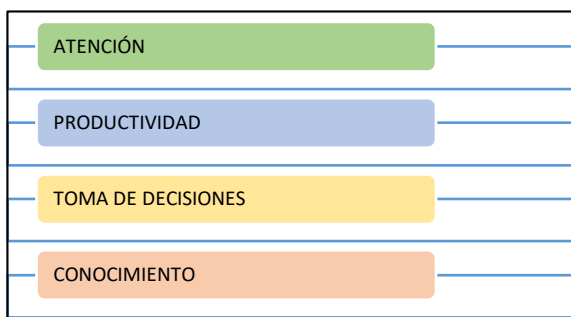 ATENCIÓN
PRODUCTIVIDAD
TOMA DE DECISIONES
CONOCIMIENTO